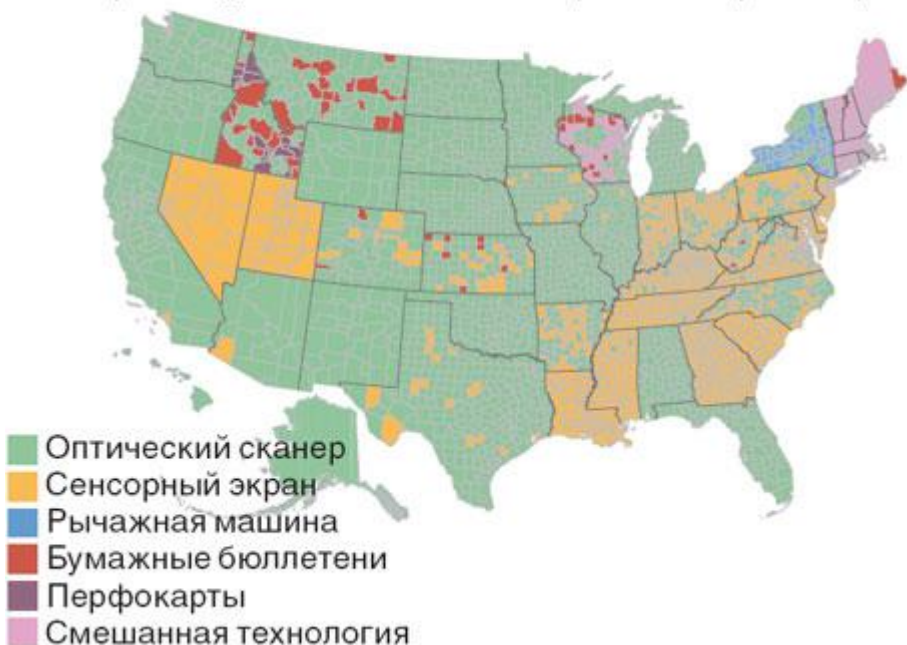 Оптический сканер
Сенсорный экран
Рычажная машина
Бумажные бюллетени
Перфокарты
Смешанная технология